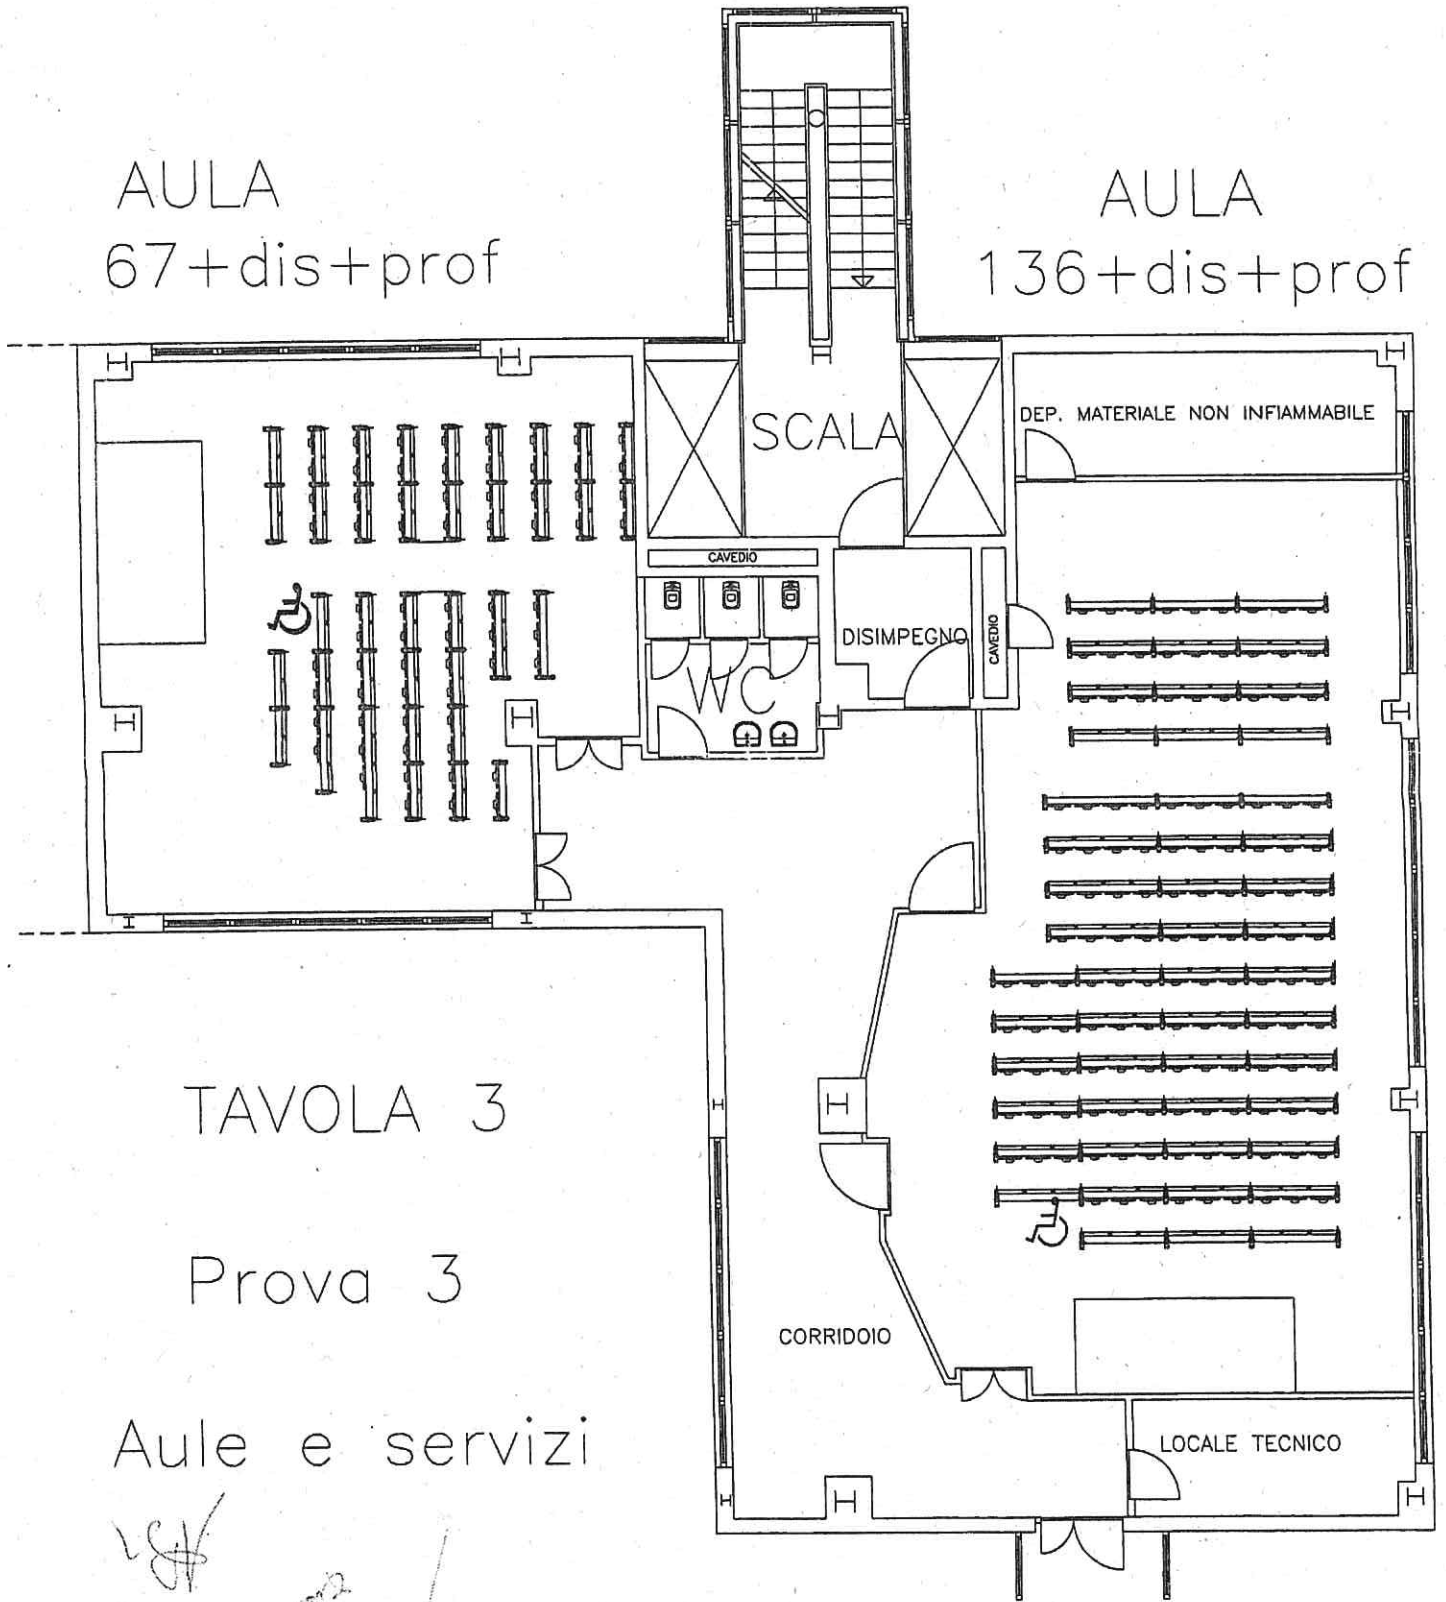 AULA
67+dis+prof
AULA
136+dis+prof
SCALA
DEP. MATERIALE NON INFIAMMABILE
CAVEDIO
DISIMPEGNO
CAVEDIO
WC
TAVOLA 3
Prova 3
CORRIDOIO
Aule e servizi
LOCALE TECNICO